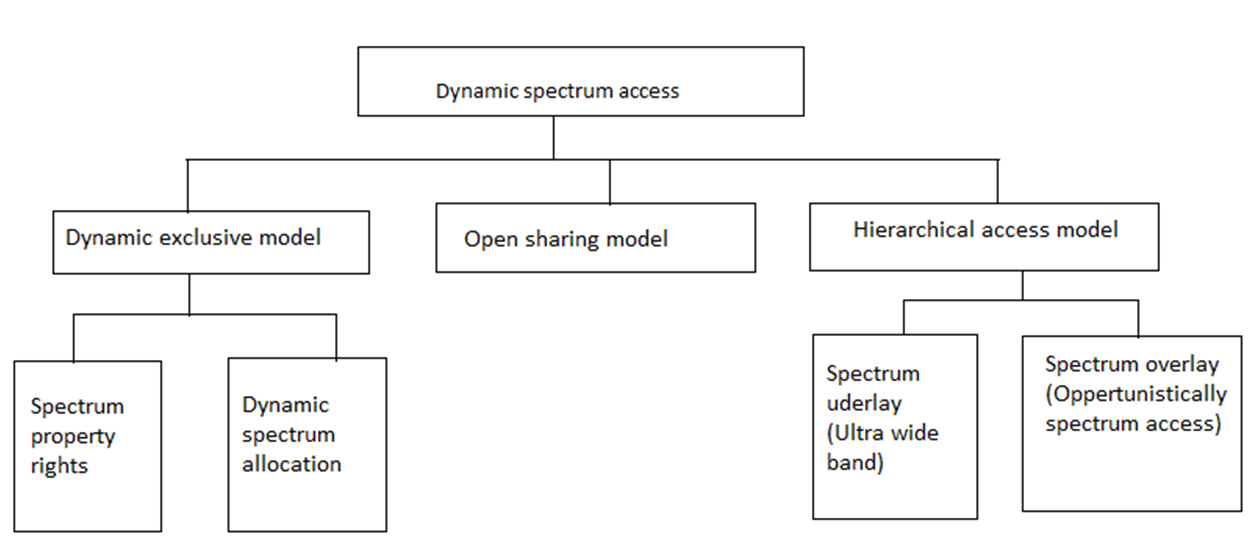 Dynamic spectrum access
Dynamic exclusive model
Open sharing model
Hierarchical access model
Spectrum
property
rights
Dynamic
spectrum
allocation
Spectrum
uderlay
(Ultra wide
band)
Spectrum overlay
(Oppertunistically
spectrum access)